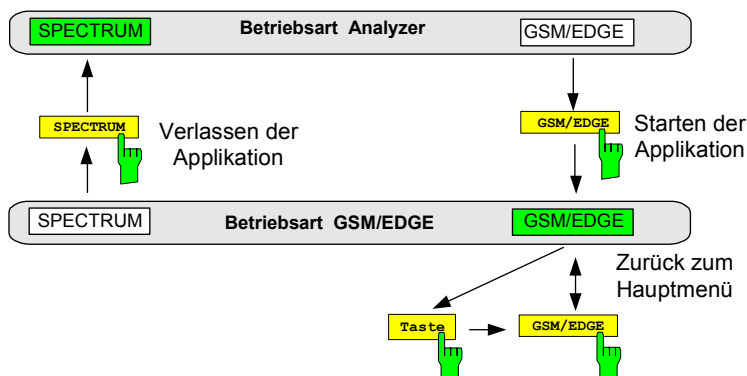 SPECTRUM Betriebsart Analyzer GSM/EDGE
SPECTRUM Verlassen der Applikation
GSM/EDGE Starten der Applikation
SPECTRUM Betriebsart GSM/EDGE GSM/EDGE
Zurück zum
Hauptmenü
Taste GSM/EDGE